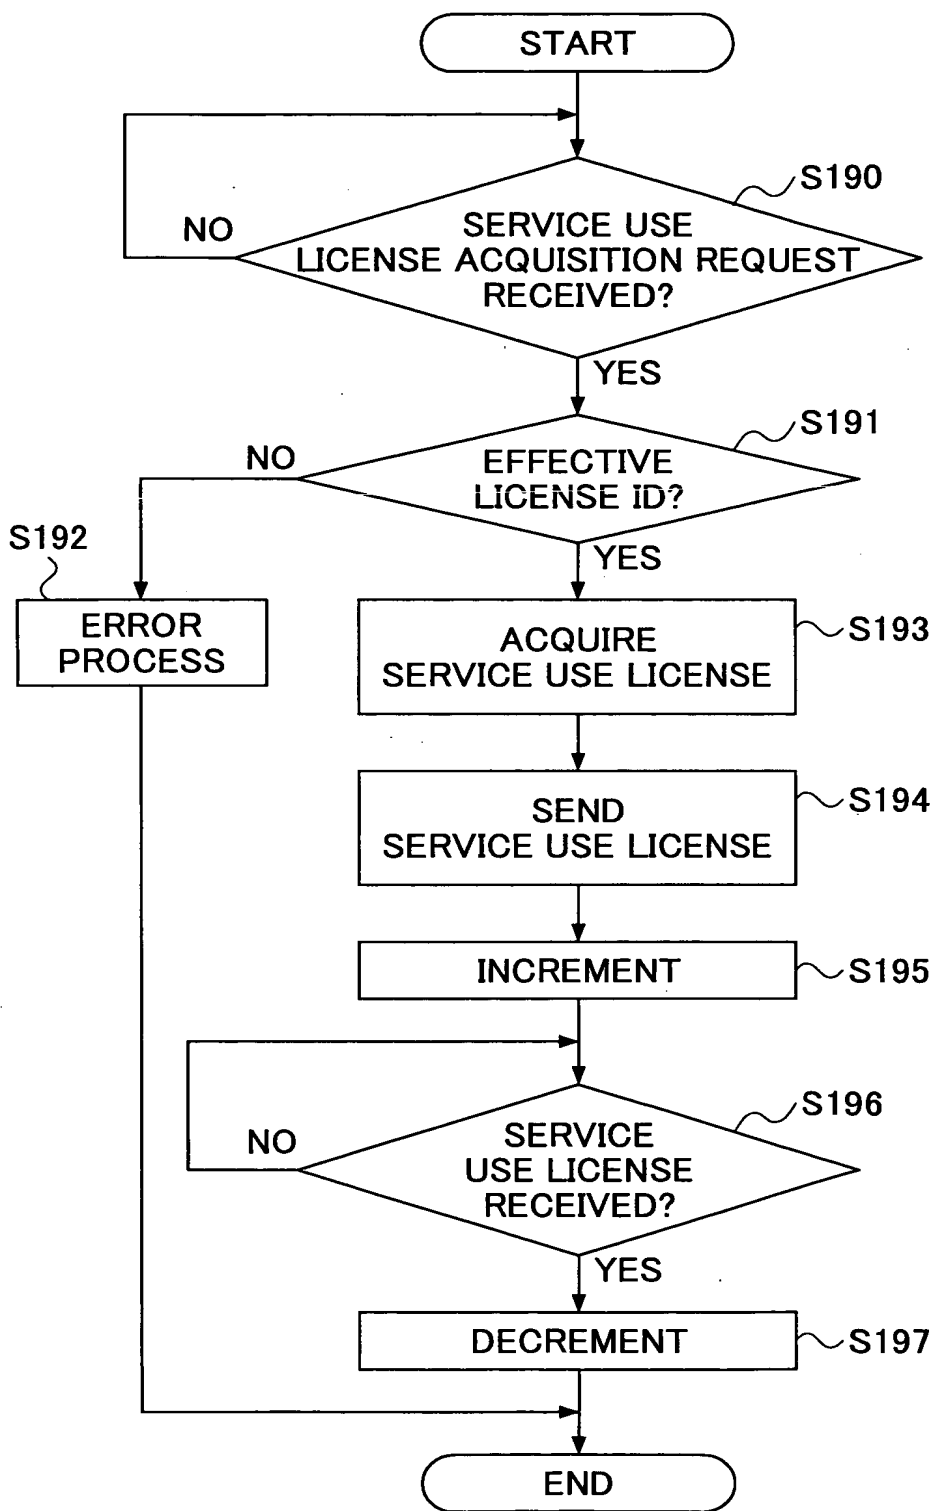 START
S190
SERVICE USE
LICENSE ACQUISITION REQUEST
RECEIVED?
NO
YES
S191
EFFECTIVE
LICENSE ID?
NO
YES
S192
ERROR
PROCESS
S193
ACQUIRE
SERVICE USE LICENSE
S194
SEND
SERVICE USE LICENSE
INCREMENT
S195
S196
SERVICE
USE LICENSE
RECEIVED?
NO
YES
DECREMENT
S197
END